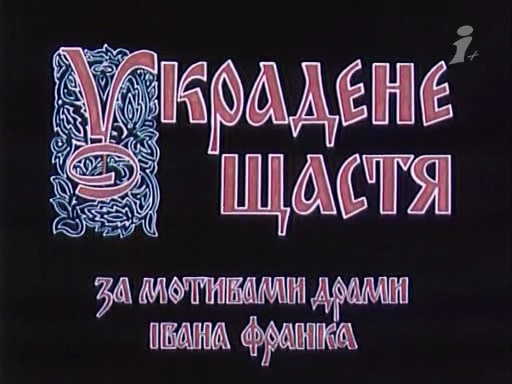 Украдене
щастя
за мотивами драми
Івана Франка
i+